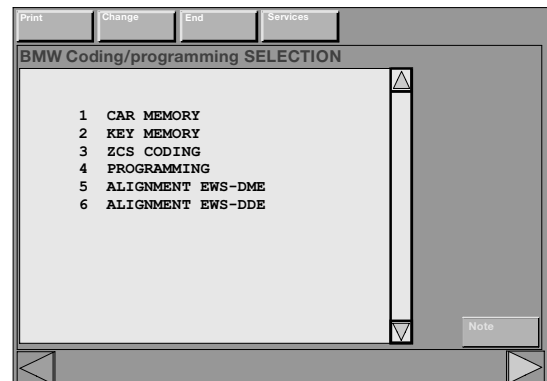 Print Change End Services
BMW Coding/programming SELECTION
1 CAR MEMORY
2 KEY MEMORY
3 ZCS CODING
4 PROGRAMMING
5 ALIGNMENT EWS-DME
6 ALIGNMENT EWS-DDE
Note